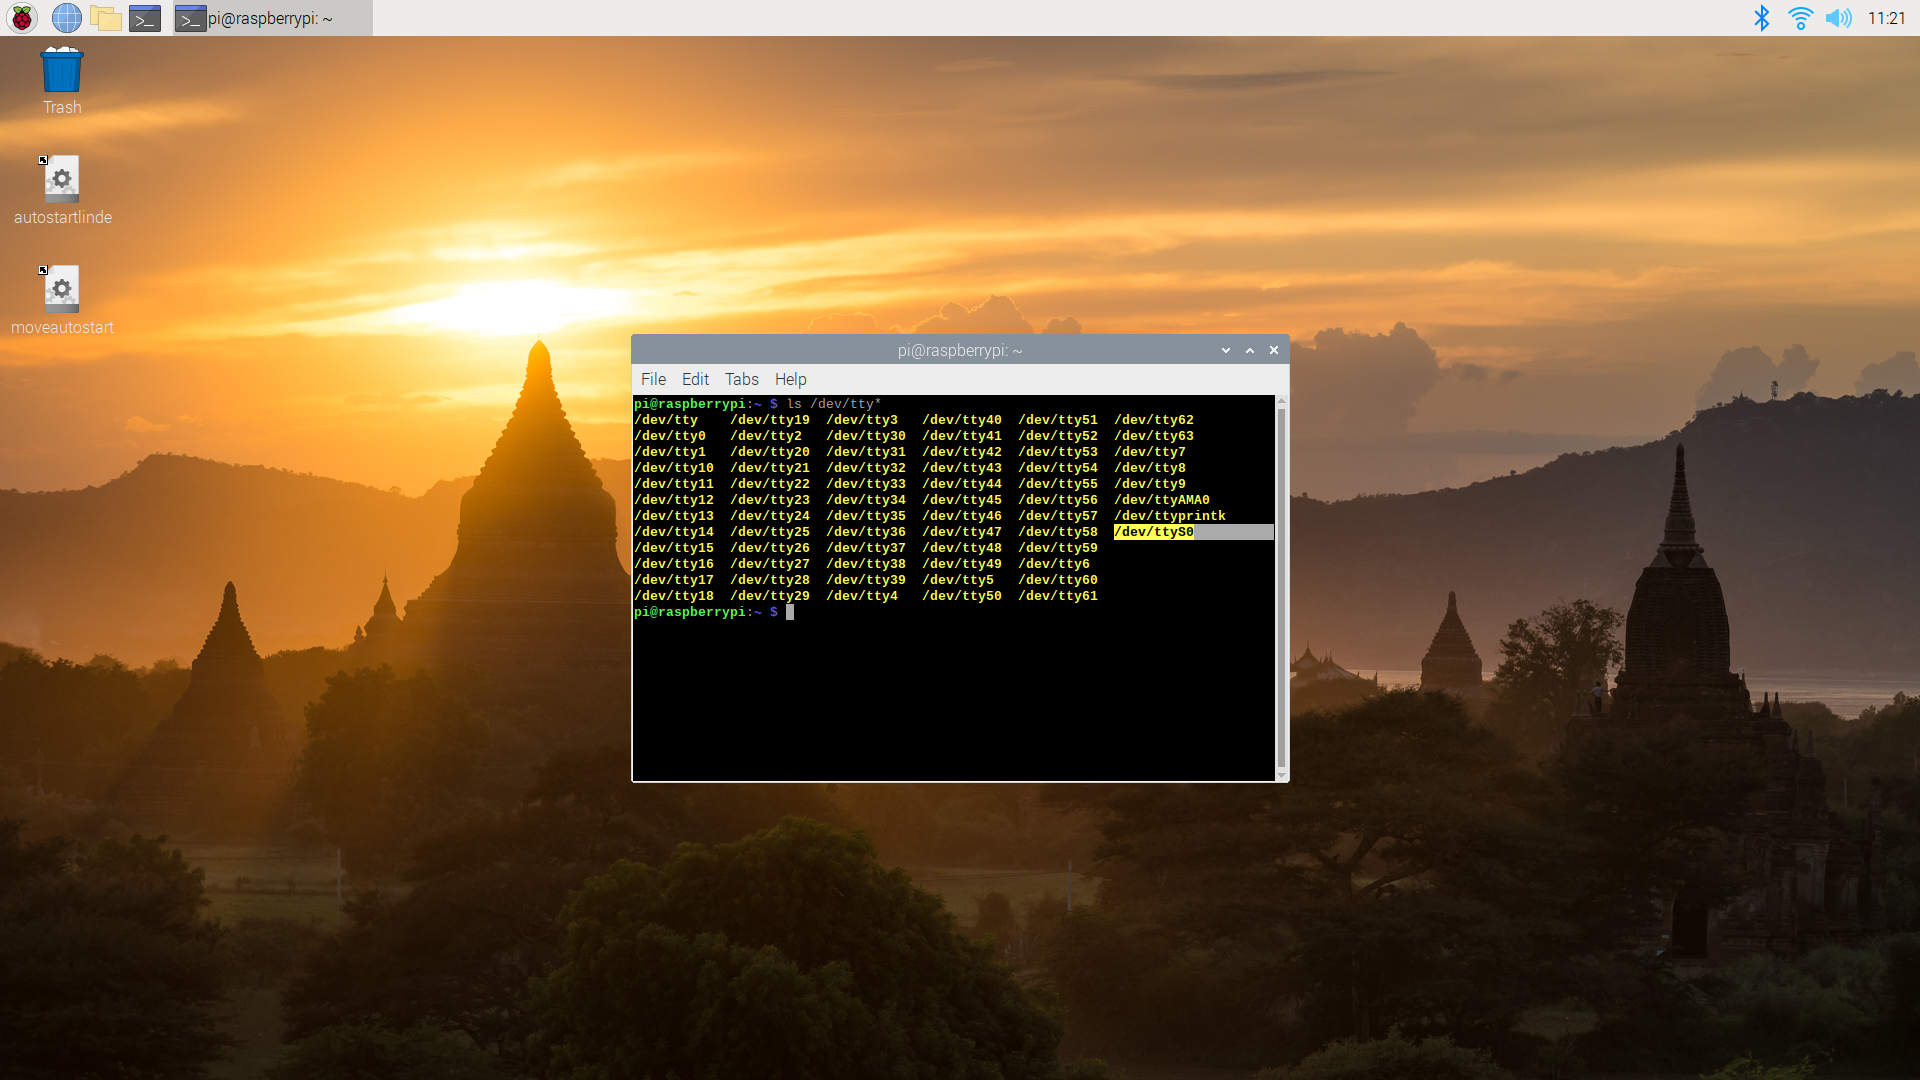 pi@raspberrypi: ~
11:21
Trash
autostartlinde
moveautostart
pi@raspberrypi: ~
File Edit Tabs Help
pi@raspberrypi:~ $ ls /dev/tty*
/dev/tty /dev/tty19 /dev/tty3 /dev/tty40 /dev/tty51 /dev/tty62
/dev/tty0 /dev/tty2 /dev/tty30 /dev/tty41 /dev/tty52 /dev/tty63
/dev/tty1 /dev/tty20 /dev/tty31 /dev/tty42 /dev/tty53 /dev/tty7
/dev/tty10 /dev/tty21 /dev/tty32 /dev/tty43 /dev/tty54 /dev/tty8
/dev/tty11 /dev/tty22 /dev/tty33 /dev/tty44 /dev/tty55 /dev/tty9
/dev/tty12 /dev/tty23 /dev/tty34 /dev/tty45 /dev/tty56 /dev/ttyAMA0
/dev/tty13 /dev/tty24 /dev/tty35 /dev/tty46 /dev/tty57 /dev/ttyprintk
/dev/tty14 /dev/tty25 /dev/tty36 /dev/tty47 /dev/tty58 /dev/ttyS0
/dev/tty15 /dev/tty26 /dev/tty37 /dev/tty48 /dev/tty59
/dev/tty16 /dev/tty27 /dev/tty38 /dev/tty49 /dev/tty6
/dev/tty17 /dev/tty28 /dev/tty39 /dev/tty5 /dev/tty60
/dev/tty18 /dev/tty29 /dev/tty4 /dev/tty50 /dev/tty61
pi@raspberrypi:~ $